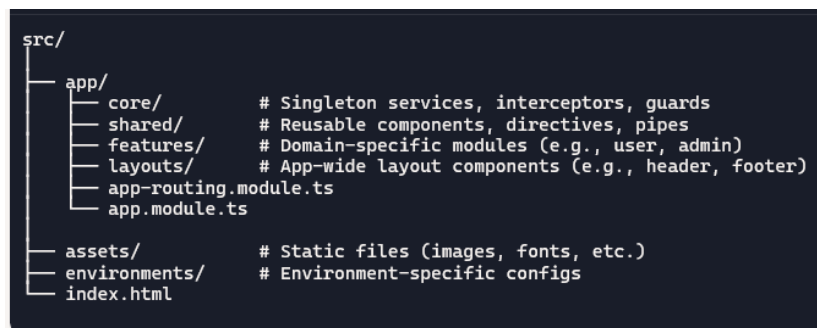 src/
│
├── app/
│   ├── core/          # Singleton services, interceptors, guards
│   ├── shared/        # Reusable components, directives, pipes
│   ├── features/      # Domain-specific modules (e.g., user, admin)
│   ├── layouts/       # App-wide layout components (e.g., header, footer)
│   ├── app-routing.module.ts
│   └── app.module.ts
│
├── assets/            # Static files (images, fonts, etc.)
├── environments/      # Environment-specific configs
└── index.html